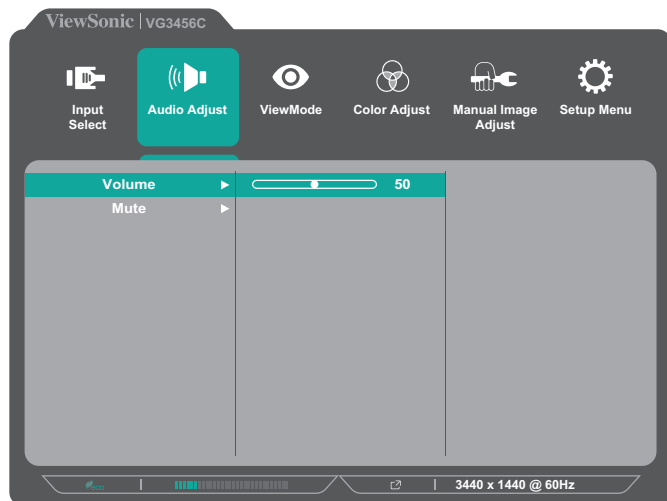 ViewSonic | VG3456C
Input Select
Audio Adjust
ViewMode
Color Adjust
Manual Image Adjust
Setup Menu
Volume
50
Mute
eco
3440 x 1440 @ 60Hz